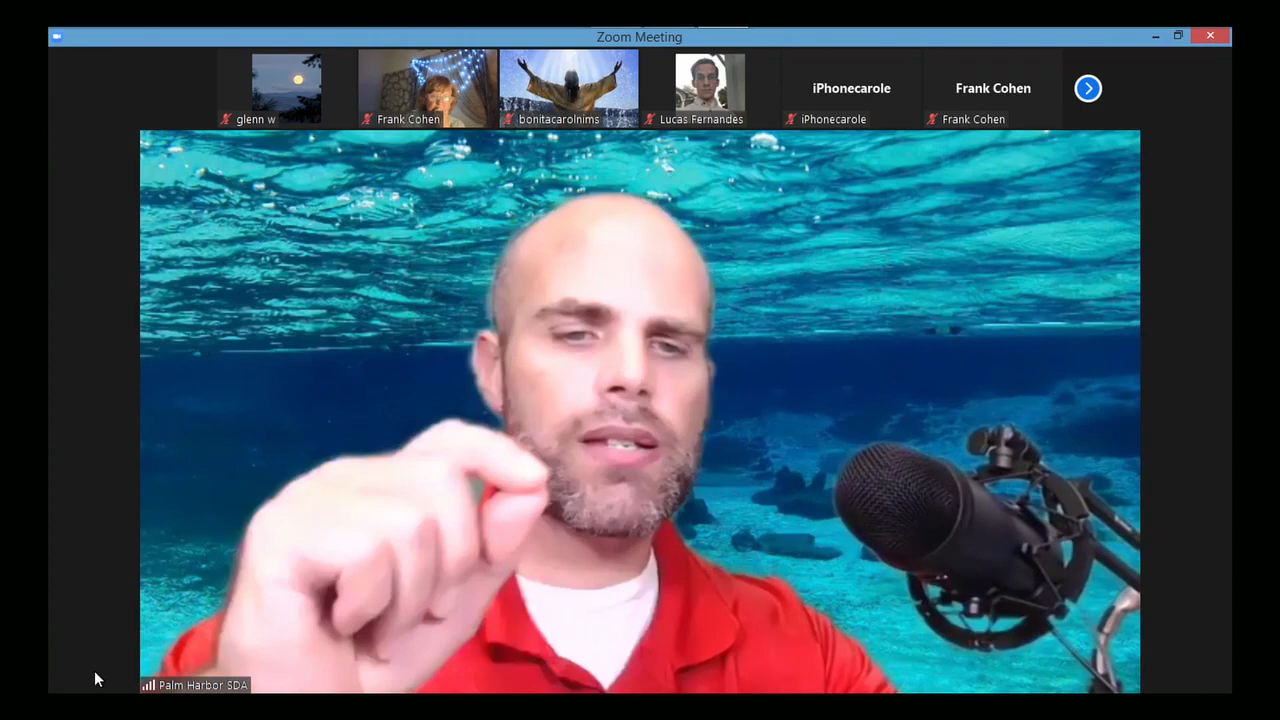 Zoom Meeting
glenn w
Frank Cohen
bonitacarolnims
Lucas Fernandes
iPhonecarole
iPhonecarole
Frank Cohen
Frank Cohen
Palm Harbor SDA